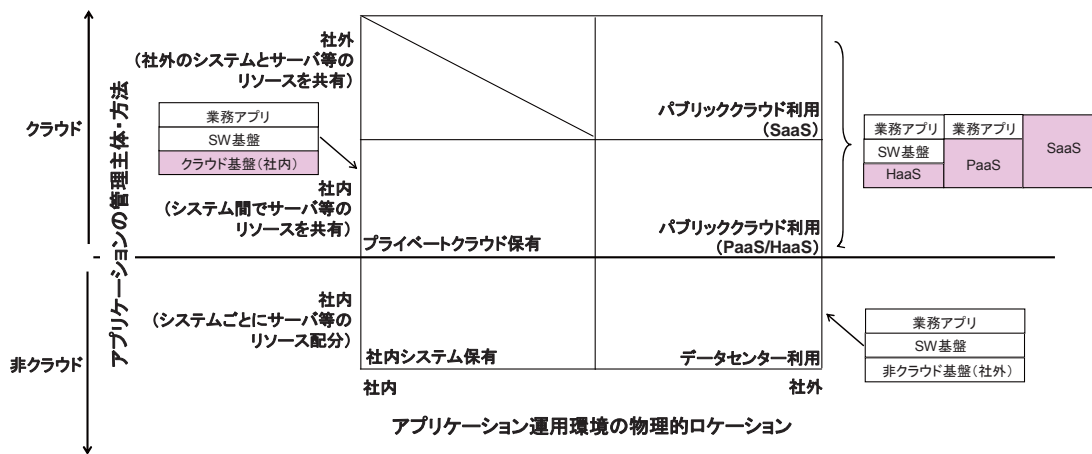 クラウド
非クラウド
アプリケーションの管理主体・方法
社外
(社外のシステムとサーバ等の
リソースを共有)
業務アプリ
SW基盤
クラウド基盤(社内)
社内
(システム間でサーバ等の
リソースを共有)
社内
(システムごとにサーバ等の
リソース配分)
パブリッククラウド利用
(SaaS)
プライベートクラウド保有
パブリッククラウド利用
(PaaS/HaaS)
社内システム保有
データセンター利用
社内
社外
アプリケーション運用環境の物理的ロケーション
業務アプリ
SW基盤
HaaS
業務アプリ
PaaS
SaaS
業務アプリ
SW基盤
非クラウド基盤(社外)